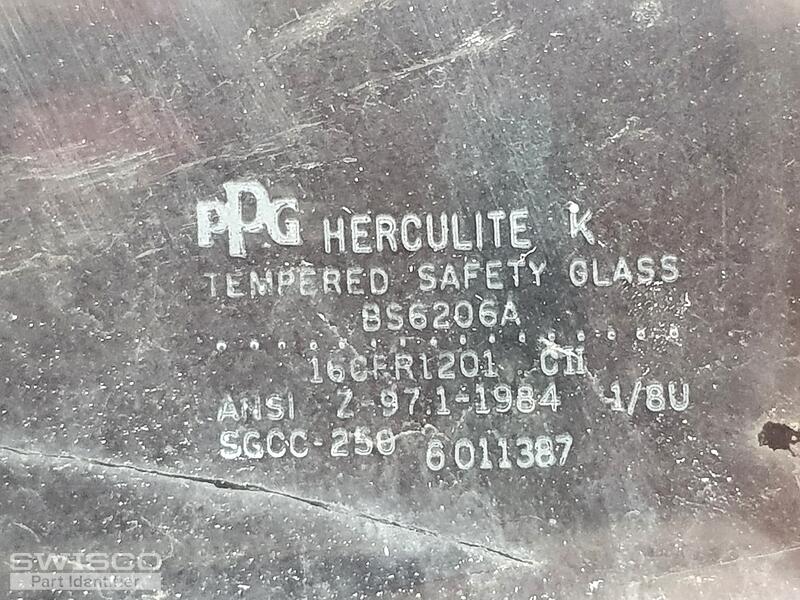 PPG HERCULITE K
TEMPERED SAFETY GLASS
BS6206A
16CFR1201 CII
ANSI Z-97.1-1984 1/8U
SGCC-250 6011387
SWISCO
Part Identifier